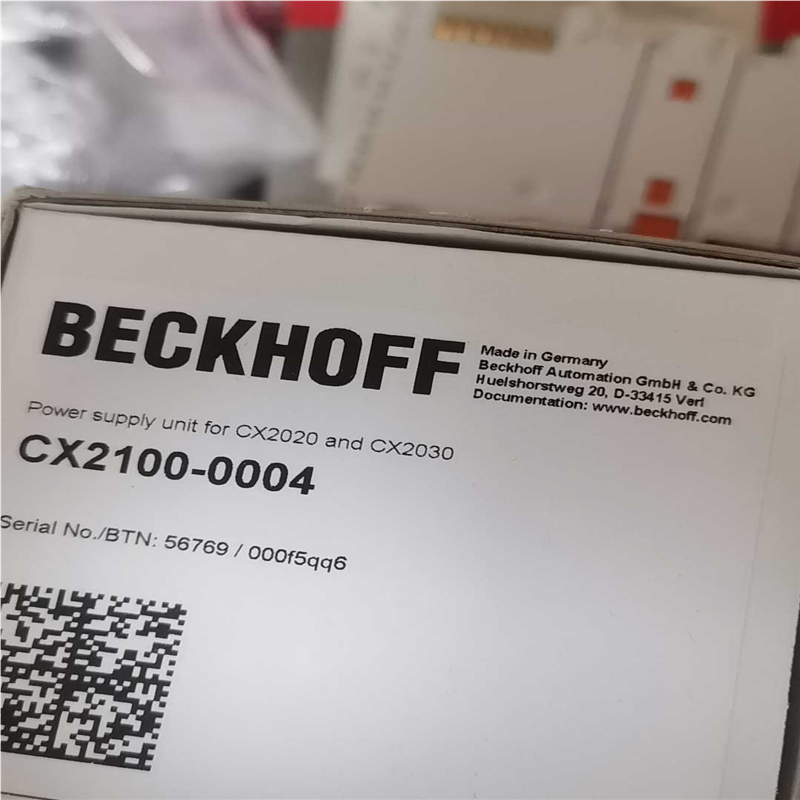 BECKHOFF
Made in Germany
Beckhoff Automation GmbH & Co. KG
Huelshorstweg 20, D-33415 Verl
Documentation: www.beckhoff.com
Power supply unit for CX2020 and CX2030
CX2100-0004
Serial No./BTN: 56769 / 000f5qq6